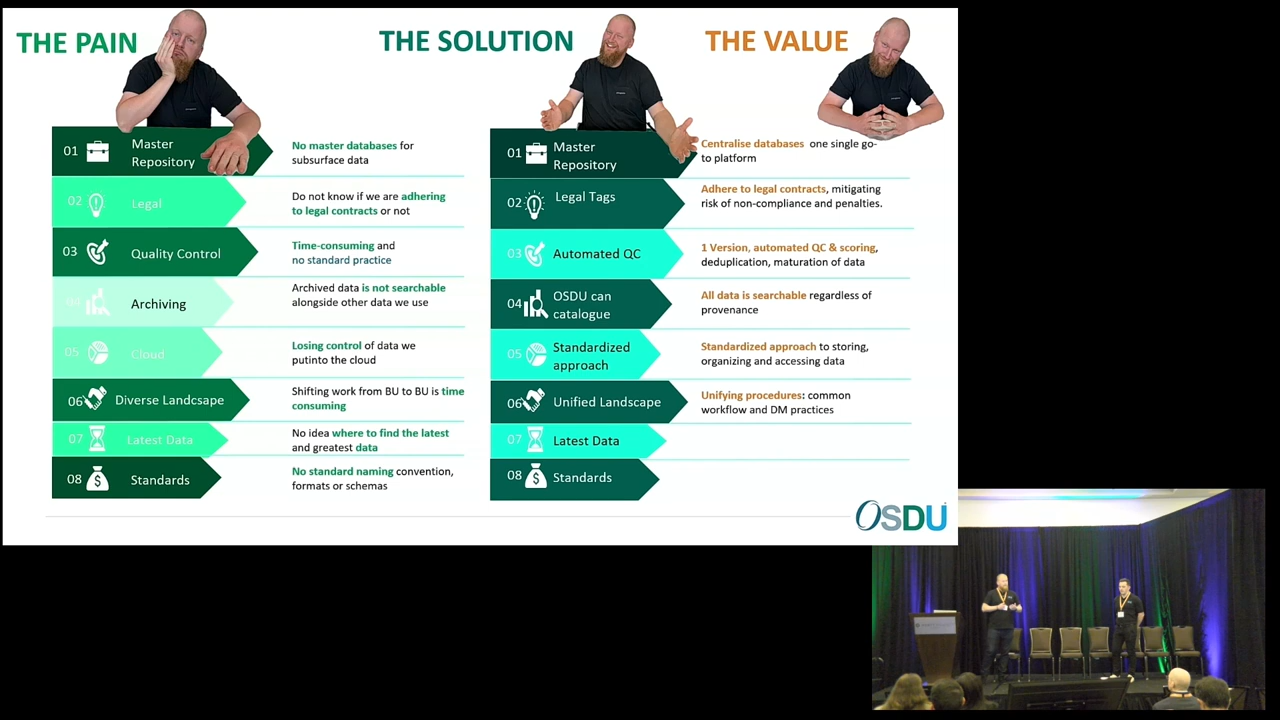 THE PAIN
THE SOLUTION
THE VALUE
01
Master
Repository
No master databases for
subsurface data
02
Legal
Do not know if we are adhering
to legal contracts or not
03
Quality Control
Time-consuming and
no standard practice
04
Archiving
Archived data is not searchable
alongside other data we use
05
Cloud
Losing control of data we
putinto the cloud
06
Diverse Landcsape
Shifting work from BU to BU is time
consuming
07
Latest Data
No idea where to find the latest
and greatest data
08
Standards
No standard naming convention,
formats or schemas
01
Master
Repository
Centralise databases one single go-
to platform
02
Legal Tags
Adhere to legal contracts, mitigating
risk of non-compliance and penalties.
03
Automated QC
1 Version, automated QC & scoring,
deduplication, maturation of data
04
OSDU can
catalogue
All data is searchable regardless of
provenance
05
Standardized
approach
Standardized approach to storing,
organizing and accessing data
06
Unified Landscape
Unifying procedures: common
workflow and DM practices
07
Latest Data
08
Standards
OSDU